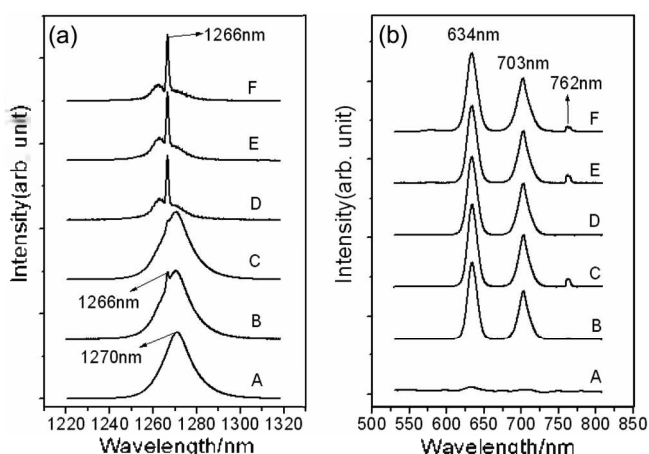 (a)
1266nm
F
E
D
C
1266nm
B
1270nm
A
Intensity(arb. unit)
1220 1240 1260 1280 1300 1320
Wavelength/nm
(b)
634nm
703nm
762nm
F
E
D
C
B
A
Intensity(arb. unit)
500 550 600 650 700 750 800 850
Wavelength/nm